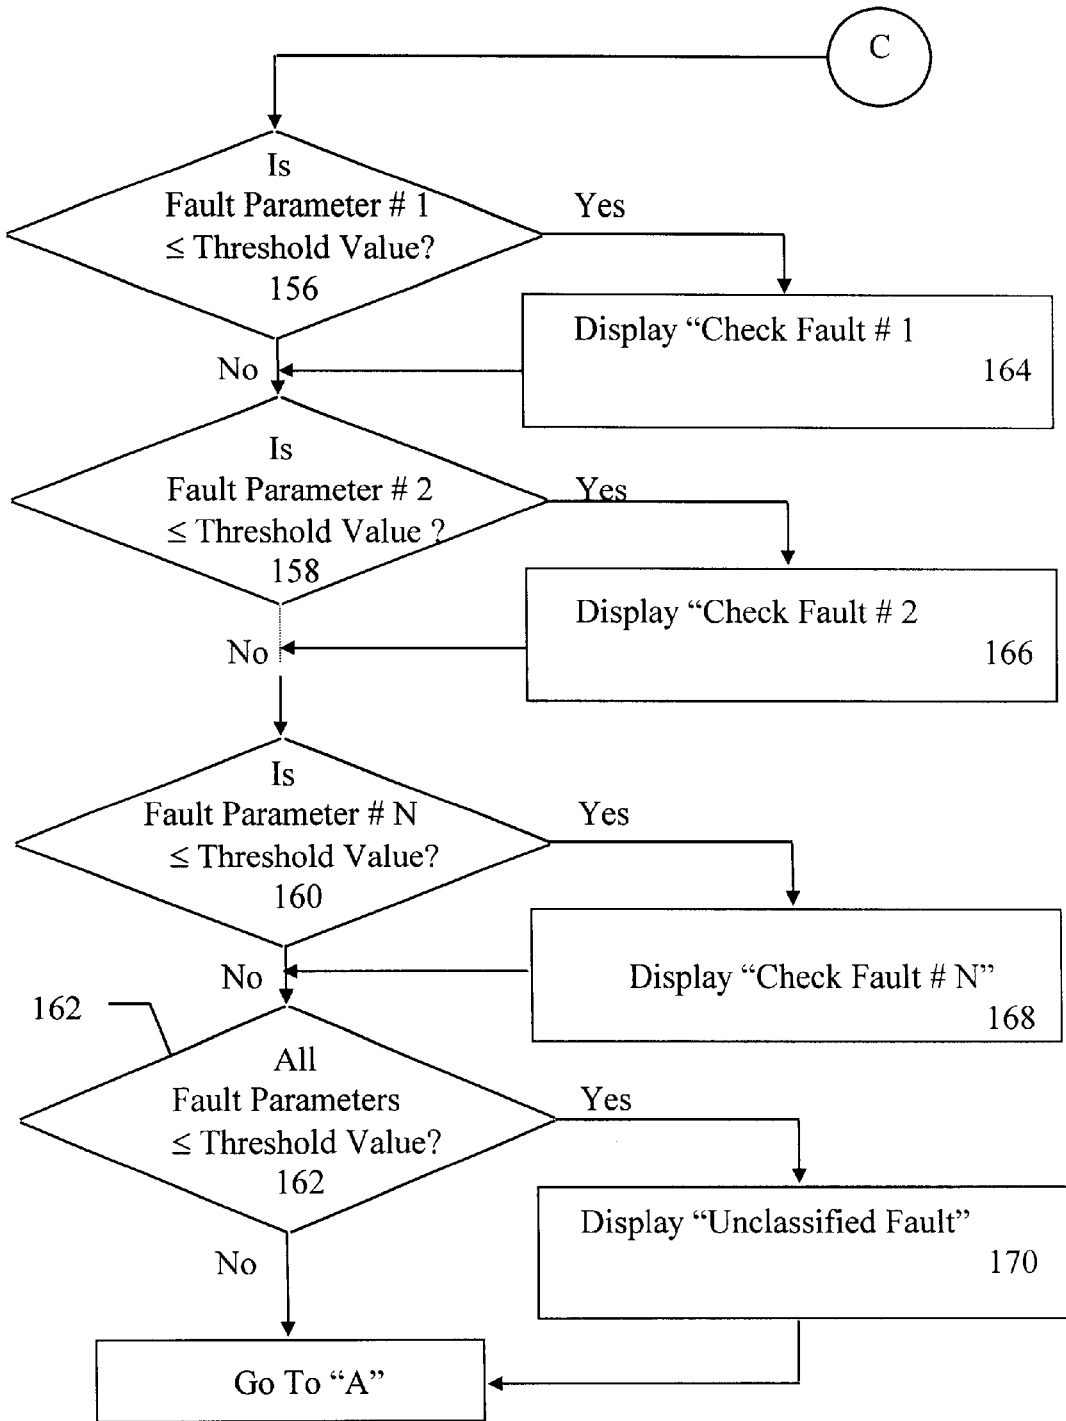 C
Is
Fault Parameter # 1
≤ Threshold Value?
156
Yes
Display “Check Fault # 1
164
No
Is
Fault Parameter # 2
≤ Threshold Value ?
158
Yes
Display “Check Fault # 2
166
No
Is
Fault Parameter # N
≤ Threshold Value?
160
Yes
Display “Check Fault # N”
168
No
162
All
Fault Parameters
≤ Threshold Value?
162
Yes
Display “Unclassified Fault”
170
No
Go To “A”